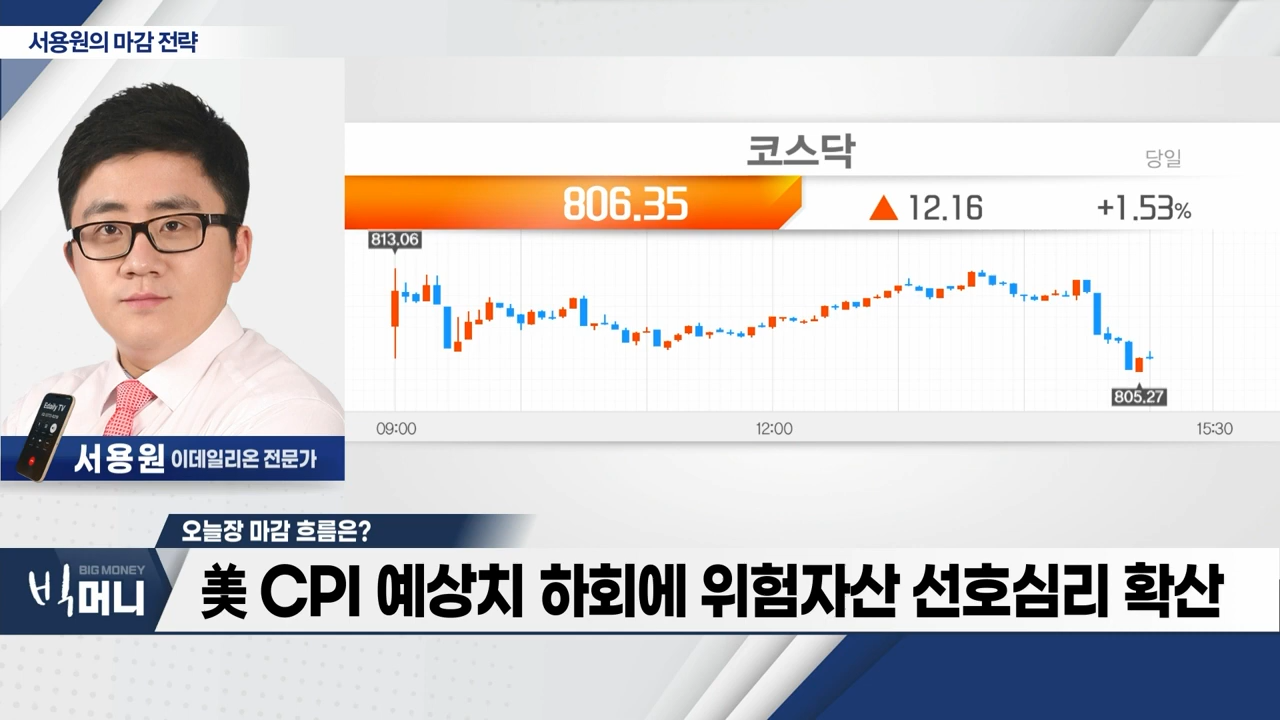 서용원의 마감 전략
코스닥
당일
806.35 ▲ 12.16 +1.53%
813.06
805.27
09:00 12:00 15:30
Edaily TV
서용원 이데일리온 전문가
오늘장 마감 흐름은?
BIG MONEY
빅머니
美 CPI 예상치 하회에 위험자산 선호심리 확산